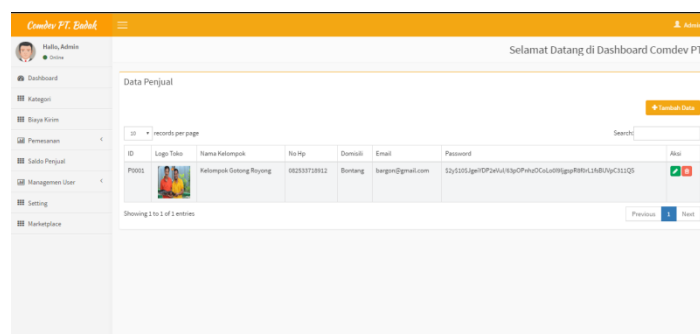 Comdev PT. Badak
Admin
Hallo, Admin
Online
Selamat Datang di Dashboard Comdev PT
Dashboard
Kategori
Biaya Kirim
Pemesanan
Saldo Penjual
Managemen User
Setting
Marketplace
Data Penjual
+Tambah Data
10 records per page
Search:
ID Logo Toko Nama Kelompok No Hp Domisili Email Password Aksi
P0001 Kelompok Gotong Royong 082533718912 Bontang bargon@gmail.com
Showing 1 to 1 of 1 entries
Previous 1 Next